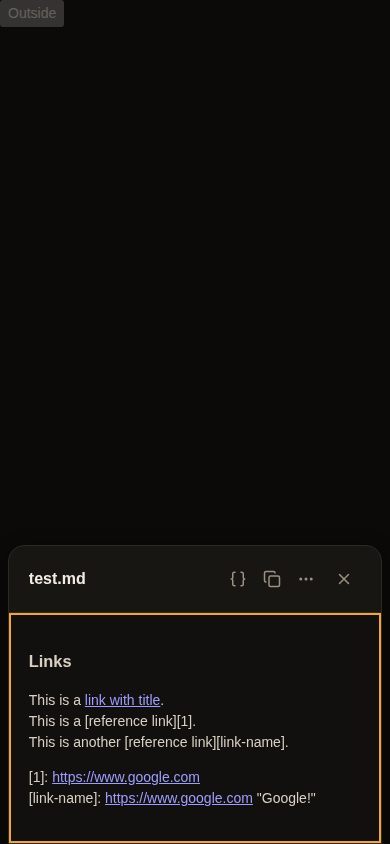 Outside
test.md
Links
This is a link with title.
This is a [reference link][1].
This is another [reference link][link-name].
[1]: https://www.google.com
[link-name]: https://www.google.com "Google!"